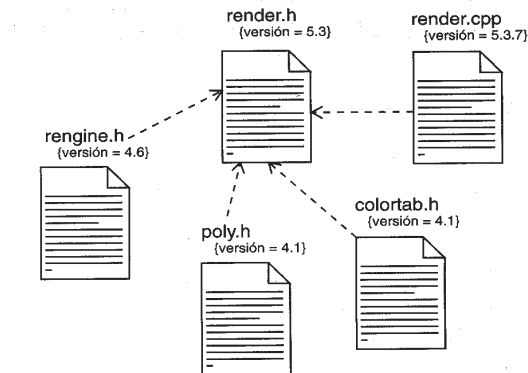 render.h
{versión = 5.3}
render.cpp
{versión = 5.3.7}
rengine.h
{versión = 4.6}
colortab.h
{versión = 4.1}
poly.h
{versión = 4.1}